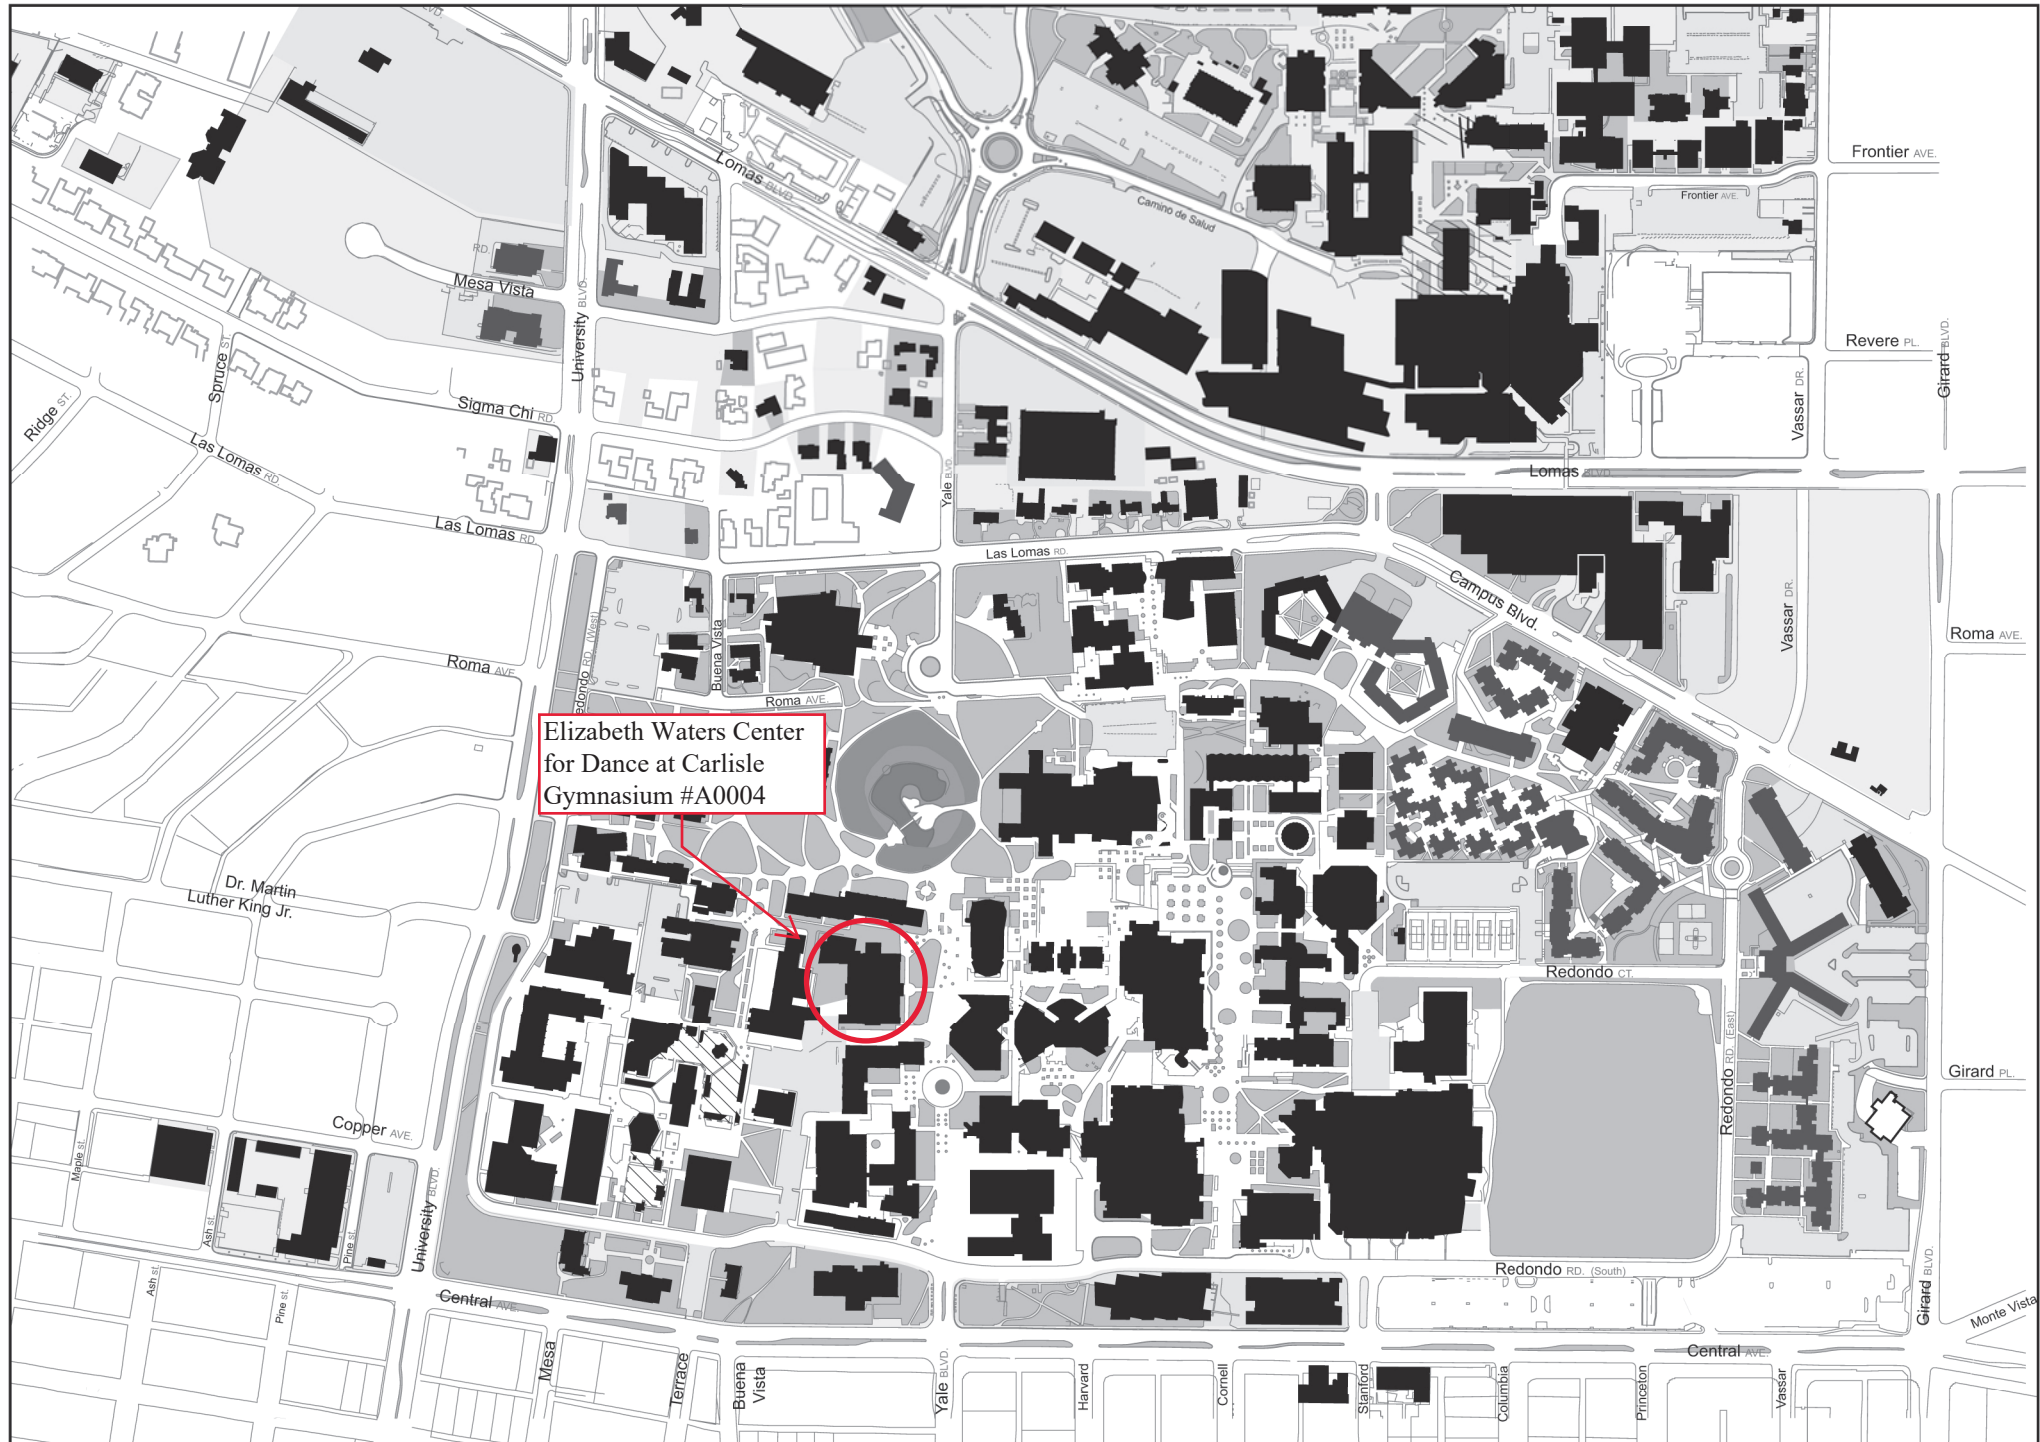 BLVD.
Lomas BLVD.
Camino de Salud
Frontier AVE.
Frontier AVE.
RD.
Mesa Vista
University BLVD.
Spruce ST.
Revere PL.
Girard BLVD.
Vassar DR.
Ridge ST.
Sigma Chi RD.
Las Lomas RD.
Lomas BLVD.
Yale BLVD.
Las Lomas RD.
Las Lomas RD.
Campus Blvd.
Vassar DR.
Roma AVE.
Roma AVE.
edondo RD. (West)
Buena Vista
Roma AVE.
Elizabeth Waters Center
for Dance at Carlisle
Gymnasium #A0004
Dr. Martin
Luther King Jr.
Redondo CT.
Redondo RD. (East)
Girard PL.
Copper AVE.
Maple st.
Ash st.
Pine st.
University BLVD.
Redondo RD. (South)
Girard BLVD.
Monte Vista
Ash st.
Pine st.
Central AVE.
Central AVE.
Mesa
Terrace
Buena
Vista
Yale BLVD.
Harvard
Cornell
Stanford
Columbia
Princeton
Vassar